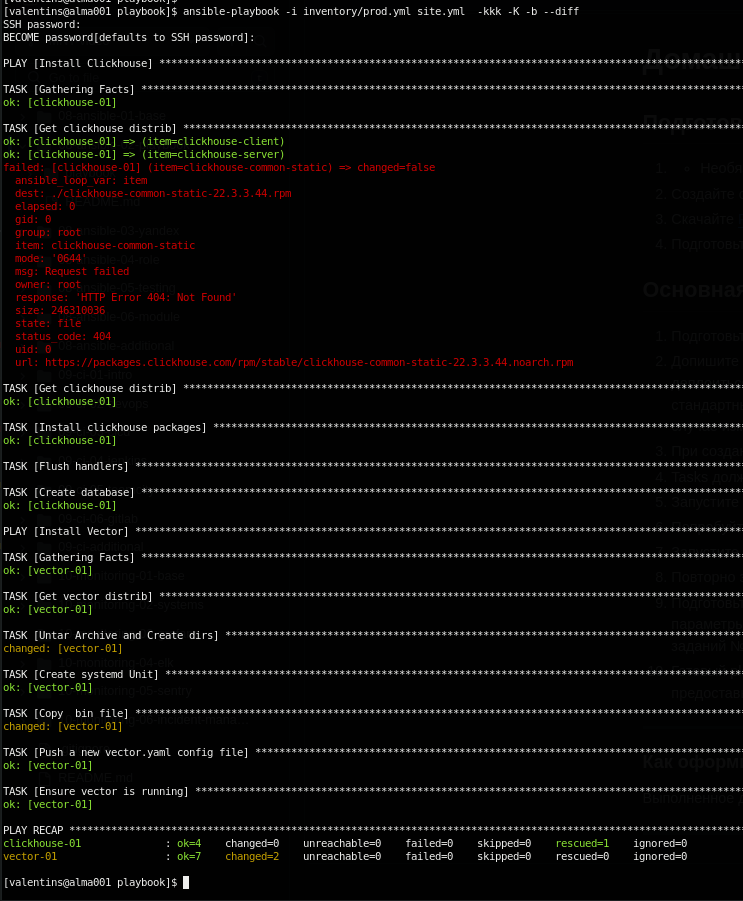 [valentins@alma001 playbook]$
[valentins@alma001 playbook]$ ansible-playbook -i inventory/prod.yml site.yml  -kkk -K -b --diff
SSH password:
BECOME password[defaults to SSH password]:
PLAY [Install Clickhouse] ****************************************************************************************************
TASK [Gathering Facts] ****************************************************************************************************
ok: [clickhouse-01]
TASK [Get clickhouse distrib] ****************************************************************************************************
ok: [clickhouse-01] => (item=clickhouse-client)
ok: [clickhouse-01] => (item=clickhouse-server)
failed: [clickhouse-01] (item=clickhouse-common-static) => changed=false
  ansible_loop_var: item
  dest: ./clickhouse-common-static-22.3.3.44.rpm
  elapsed: 0
  gid: 0
  group: root
  item: clickhouse-common-static
  mode: '0644'
  msg: Request failed
  owner: root
  response: 'HTTP Error 404: Not Found'
  size: 246310036
  state: file
  status_code: 404
  uid: 0
  url: https://packages.clickhouse.com/rpm/stable/clickhouse-common-static-22.3.3.44.noarch.rpm
TASK [Get clickhouse distrib] ****************************************************************************************************
ok: [clickhouse-01]
TASK [Install clickhouse packages] ****************************************************************************************************
ok: [clickhouse-01]
TASK [Flush handlers] ****************************************************************************************************
TASK [Create database] ****************************************************************************************************
ok: [clickhouse-01]
PLAY [Install Vector] ****************************************************************************************************
TASK [Gathering Facts] ****************************************************************************************************
ok: [vector-01]
TASK [Get vector distrib] ****************************************************************************************************
ok: [vector-01]
TASK [Untar Archive and Create dirs] ****************************************************************************************************
changed: [vector-01]
TASK [Create systemd Unit] ****************************************************************************************************
ok: [vector-01]
TASK [Copy  bin file] ****************************************************************************************************
changed: [vector-01]
TASK [Push a new vector.yaml config file] ****************************************************************************************************
ok: [vector-01]
TASK [Ensure vector is running] ****************************************************************************************************
ok: [vector-01]
PLAY RECAP ****************************************************************************************************
clickhouse-01              : ok=4    changed=0    unreachable=0    failed=0    skipped=0    rescued=1    ignored=0
vector-01                  : ok=7    changed=2    unreachable=0    failed=0    skipped=0    rescued=0    ignored=0
[valentins@alma001 playbook]$